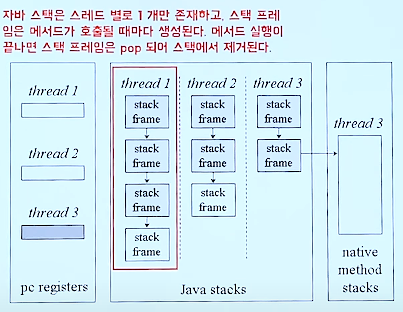 자바 스택은 스레드 별로 1개만 존재하고, 스택 프레
임은 메서드가 호출될 때마다 생성된다. 메서드 실행이
끝나면 스택 프레임은 pop 되어 스택에서 제거된다.
thread 1
thread 2
thread 3
pc registers
thread 1
stack
frame
stack
frame
stack
frame
stack
frame
thread 2
stack
frame
stack
frame
stack
frame
thread 3
stack
frame
stack
frame
Java stacks
thread 3
native
method
stacks